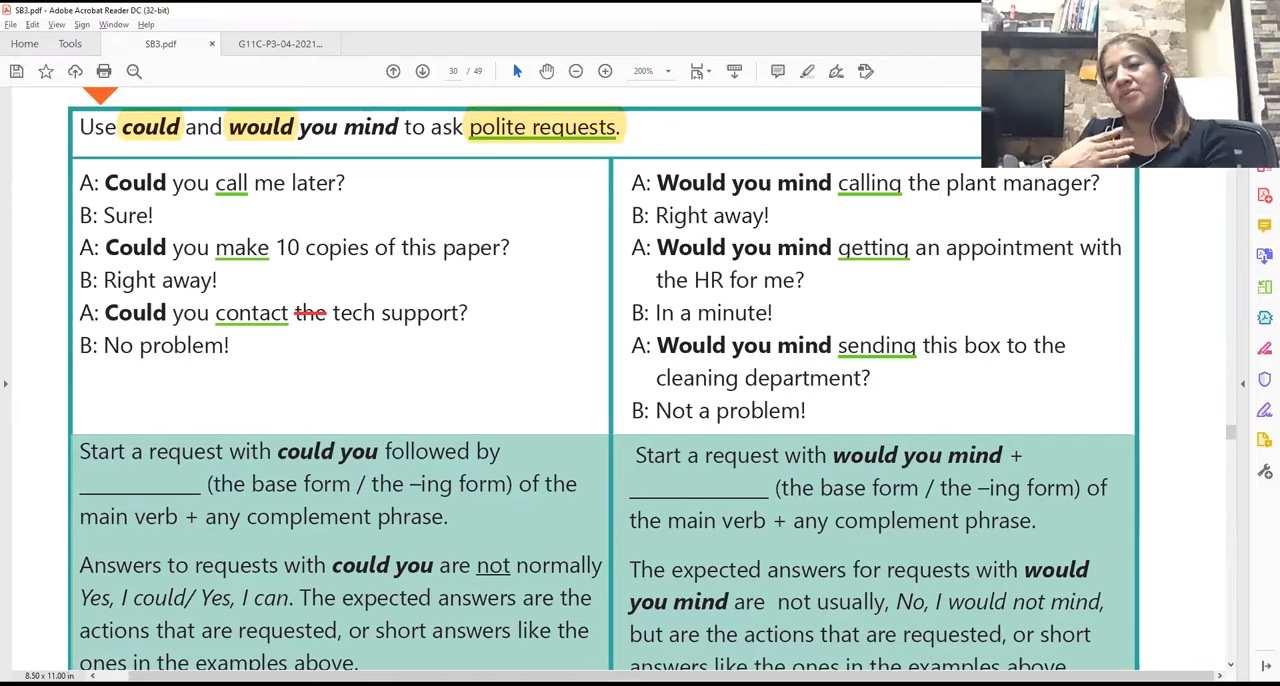 SB3.pdf - Adobe Acrobat Reader DC (32-bit)
File Edit View Sign Window Help
Home Tools SB3.pdf × G11C-P3-04-2021...
30 / 49 200%
Use could and would you mind to ask polite requests.
A: Could you call me later?
B: Sure!
A: Could you make 10 copies of this paper?
B: Right away!
A: Could you contact the tech support?
B: No problem!
A: Would you mind calling the plant manager?
B: Right away!
A: Would you mind getting an appointment with
the HR for me?
B: In a minute!
A: Would you mind sending this box to the
cleaning department?
B: Not a problem!
Start a request with could you followed by
__________ (the base form / the –ing form) of the
main verb + any complement phrase.
Answers to requests with could you are not normally
Yes, I could/ Yes, I can. The expected answers are the
actions that are requested, or short answers like the
ones in the examples above.
Start a request with would you mind +
____________ (the base form / the –ing form) of
the main verb + any complement phrase.
The expected answers for requests with would
you mind are not usually, No, I would not mind,
but are the actions that are requested, or short
answers like the ones in the examples above
8.50 x 11.00 in